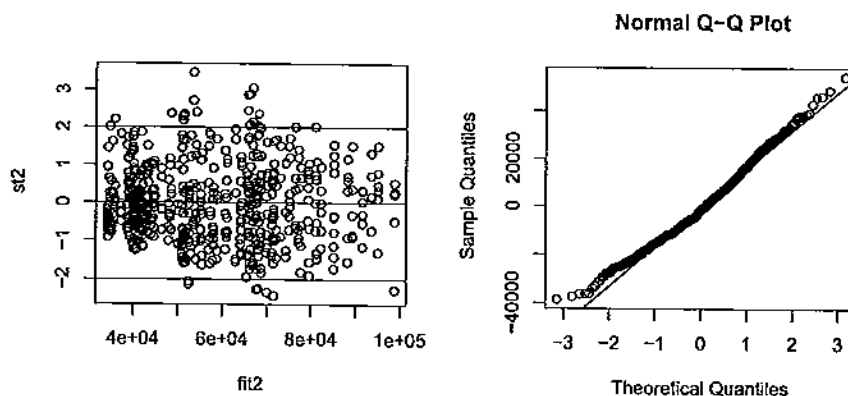 Normal Q−Q Plot
st2
3
2
1
0
−1
−2
4e+04
6e+04
8e+04
1e+05
fit2
Sample Quantiles
20000
0
−40000
−3
−2
−1
0
1
2
3
Theoretical Quantiles